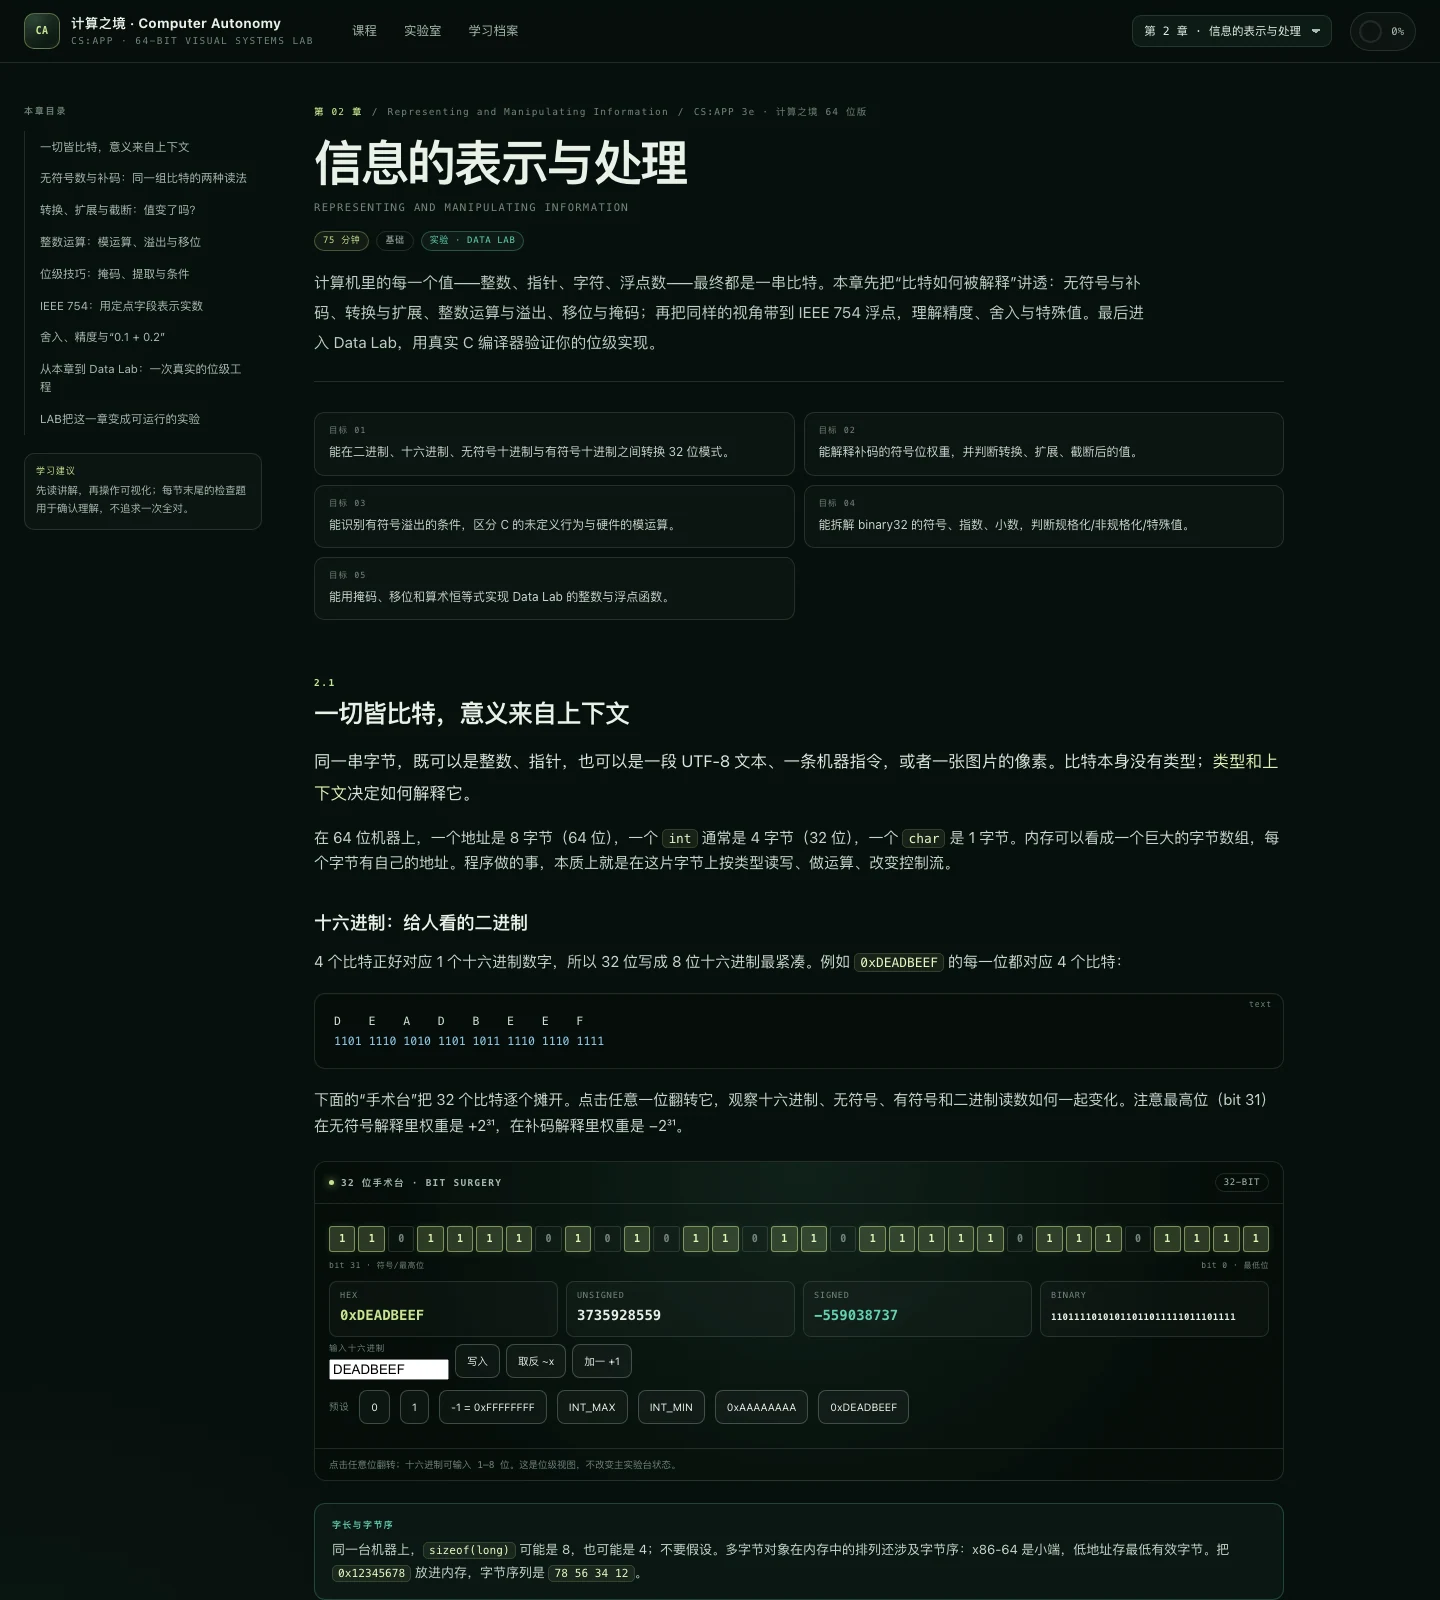 CA
计算之境 · Computer Autonomy
CS:APP · 64-BIT VISUAL SYSTEMS LAB
课程 实验室 学习档案
第 2 章 · 信息的表示与处理
0%
本章目录
一切皆比特，意义来自上下文
无符号数与补码：同一组比特的两种读法
转换、扩展与截断：值变了吗？
整数运算：模运算、溢出与移位
位级技巧：掩码、提取与条件
IEEE 754：用定点字段表示实数
舍入、精度与“0.1 + 0.2”
从本章到 Data Lab：一次真实的位级工
程
LAB把这一章变成可运行的实验
学习建议
先读讲解，再操作可视化；每节末尾的检查题
用于确认理解，不追求一次全对。
第 02 章 / Representing and Manipulating Information / CS:APP 3e · 计算之境 64 位版
信息的表示与处理
REPRESENTING AND MANIPULATING INFORMATION
75 分钟 基础 实验 · DATA LAB
计算机里的每一个值——整数、指针、字符、浮点数——最终都是一串比特。本章先把“比特如何被解释”讲透：无符号与补
码、转换与扩展、整数运算与溢出、移位与掩码；再把同样的视角带到 IEEE 754 浮点，理解精度、舍入与特殊值。最后进
入 Data Lab，用真实 C 编译器验证你的位级实现。
目标 01
能在二进制、十六进制、无符号十进制与有符号十进制之间转换 32 位模式。
目标 02
能解释补码的符号位权重，并判断转换、扩展、截断后的值。
目标 03
能识别有符号溢出的条件，区分 C 的未定义行为与硬件的模运算。
目标 04
能拆解 binary32 的符号、指数、小数，判断规格化/非规格化/特殊值。
目标 05
能用掩码、移位和算术恒等式实现 Data Lab 的整数与浮点函数。
2.1
一切皆比特，意义来自上下文
同一串字节，既可以是整数、指针，也可以是一段 UTF-8 文本、一条机器指令，或者一张图片的像素。比特本身没有类型；类型和上
下文决定如何解释它。
在 64 位机器上，一个地址是 8 字节（64 位），一个 int 通常是 4 字节（32 位），一个 char 是 1 字节。内存可以看成一个巨大的字节数组，每
个字节有自己的地址。程序做的事，本质上就是在这片字节上按类型读写、做运算、改变控制流。
十六进制：给人看的二进制
4 个比特正好对应 1 个十六进制数字，所以 32 位写成 8 位十六进制最紧凑。例如 0xDEADBEEF 的每一位都对应 4 个比特：
text
D E A D B E E F
1101 1110 1010 1101 1011 1110 1110 1111
下面的“手术台”把 32 个比特逐个摊开。点击任意一位翻转它，观察十六进制、无符号、有符号和二进制读数如何一起变化。注意最高位（bit 31）
在无符号解释里权重是 +2³¹，在补码解释里权重是 −2³¹。
32 位手术台 · BIT SURGERY
32-BIT
1 1 0 1 1 1 1 0 1 0 1 0 1 1 0 1 1 0 1 1 1 1 1 0 1 1 1 0 1 1 1 1
bit 31 · 符号/最高位
bit 0 · 最低位
HEX
0xDEADBEEF
UNSIGNED
3735928559
SIGNED
−559038737
BINARY
11011110101011011011111011101111
输入十六进制
DEADBEEF 写入 取反 ~x 加一 +1
预设 0 1 -1 = 0xFFFFFFFF INT_MAX INT_MIN 0xAAAAAAAA 0xDEADBEEF
点击任意位翻转；十六进制可输入 1–8 位。这是位级视图，不改变主实验台状态。
字长与字节序
同一台机器上，sizeof(long) 可能是 8，也可能是 4；不要假设。多字节对象在内存中的排列还涉及字节序：x86-64 是小端，低地址存最低有效字节。把
0x12345678 放进内存，字节序列是 78 56 34 12。